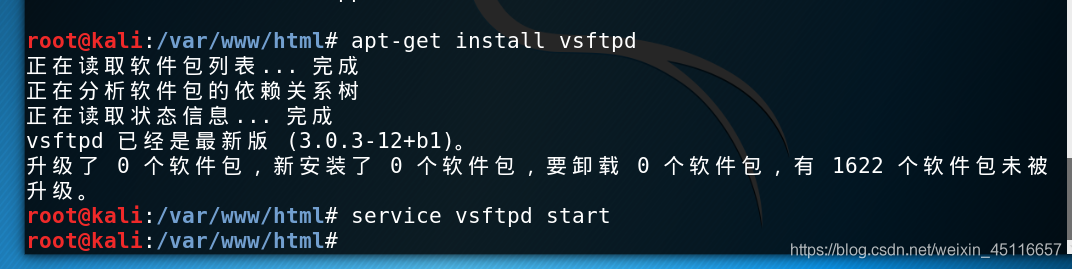 root@kali:/var/www/html# apt-get install vsftpd
正在读取软件包列表... 完成
正在分析软件包的依赖关系树
正在读取状态信息... 完成
vsftpd 已经是最新版 (3.0.3-12+b1)。
升级了 0 个软件包，新安装了 0 个软件包，要卸载 0 个软件包，有 1622 个软件包未被
升级。
root@kali:/var/www/html# service vsftpd start
root@kali:/var/www/html#
https://blog.csdn.net/weixin_45116657